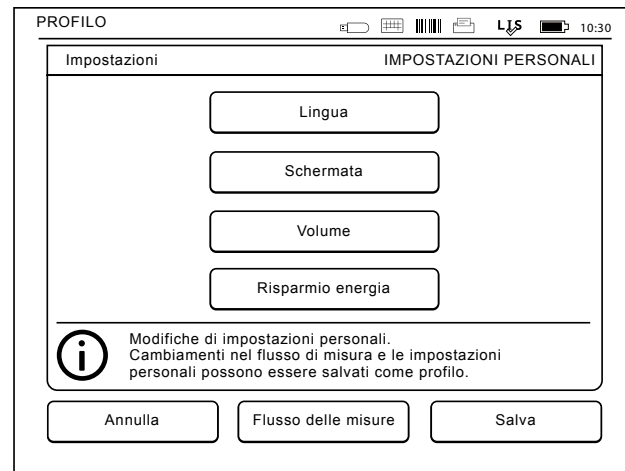 PROFILO LIS 10:30
Impostazioni IMPOSTAZIONI PERSONALI
Lingua
Schermata
Volume
Risparmio energia
Modifiche di impostazioni personali.
Cambiamenti nel flusso di misura e le impostazioni
personali possono essere salvati come profilo.
Annulla Flusso delle misure Salva